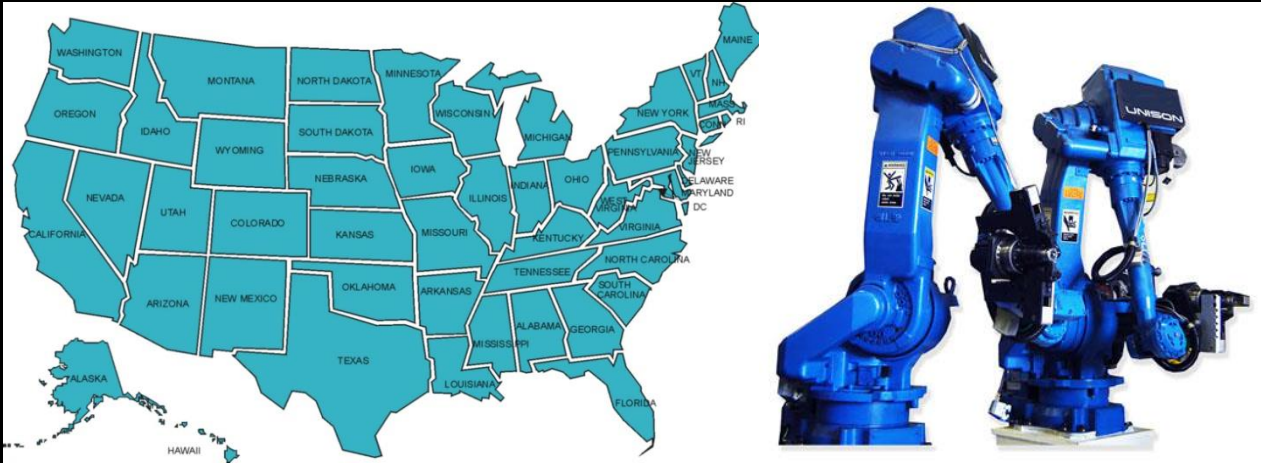 WASHINGTON
MONTANA
NORTH DAKOTA
MINNESOTA
MAINE
VT
NH
OREGON
IDAHO
WYOMING
SOUTH DAKOTA
WISCONSIN
MICHIGAN
NEW YORK
MASS
CONN
RI
NEBRASKA
IOWA
ILLINOIS
INDIANA
OHIO
PENNSYLVANIA
NEW
JERSEY
DELAWARE
MARYLAND
DC
WEST
VIRGINIA
VIRGINIA
NEVADA
UTAH
COLORADO
KANSAS
MISSOURI
KENTUCKY
CALIFORNIA
ARIZONA
NEW MEXICO
OKLAHOMA
ARKANSAS
TENNESSEE
NORTH CAROLINA
SOUTH
CAROLINA
MISSISSIPPI
ALABAMA
GEORGIA
TEXAS
LOUISIANA
FLORIDA
ALASKA
HAWAII
UNISON